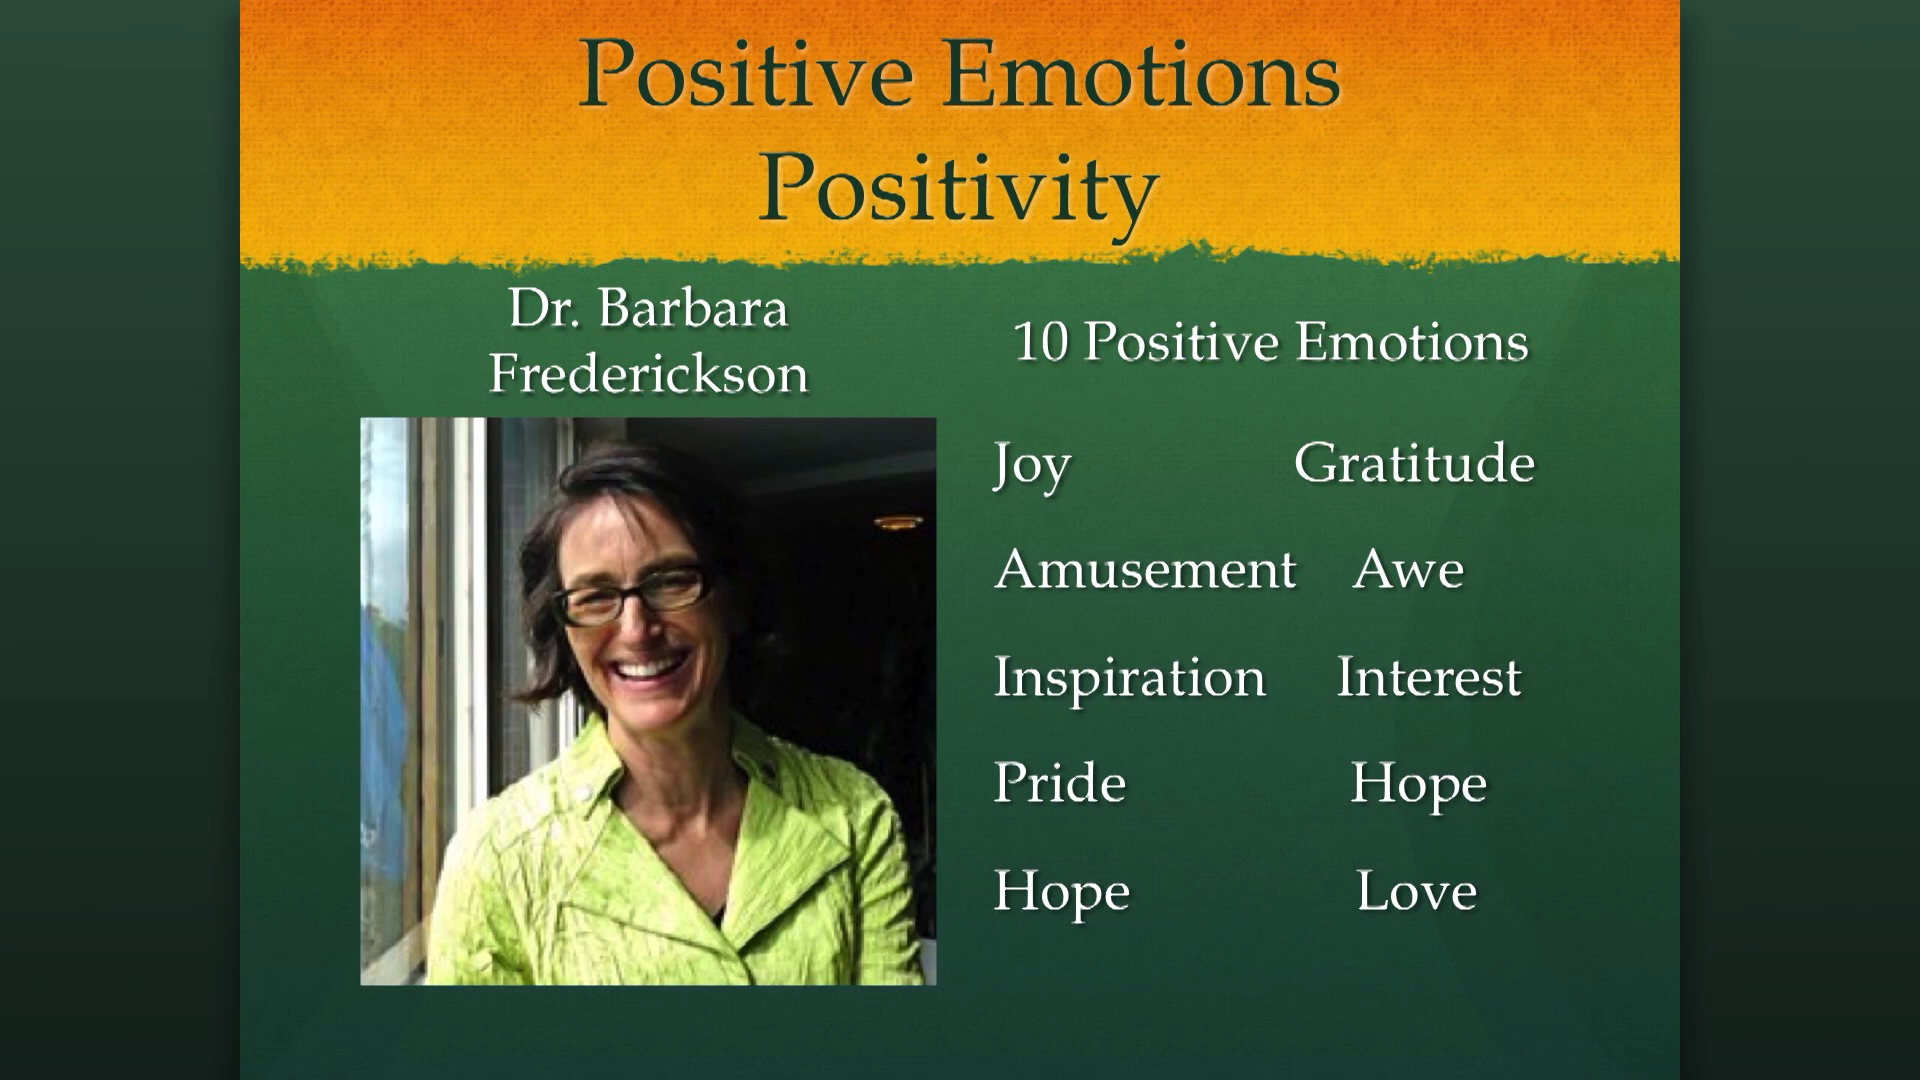 Positive Emotions
Positivity
Dr. Barbara
Frederickson
10 Positive Emotions
Joy Gratitude
Amusement Awe
Inspiration Interest
Pride Hope
Hope Love